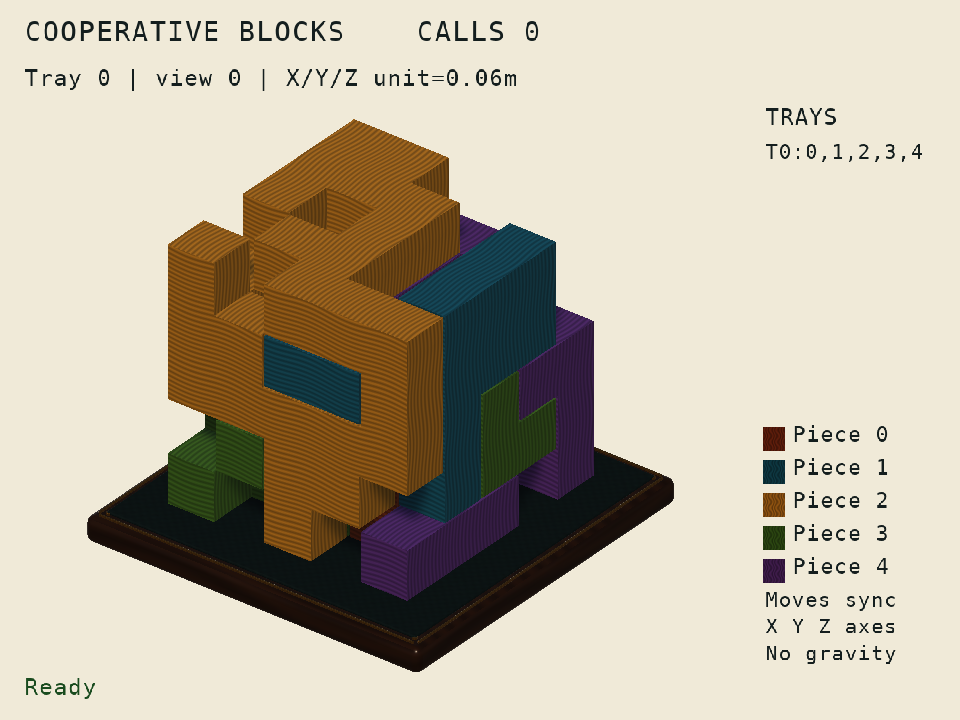 COOPERATIVE BLOCKS    CALLS 0
Tray 0 | view 0 | X/Y/Z unit=0.06m
TRAYS
T0:0,1,2,3,4
Piece 0
Piece 1
Piece 2
Piece 3
Piece 4
Moves sync
X Y Z axes
No gravity
Ready